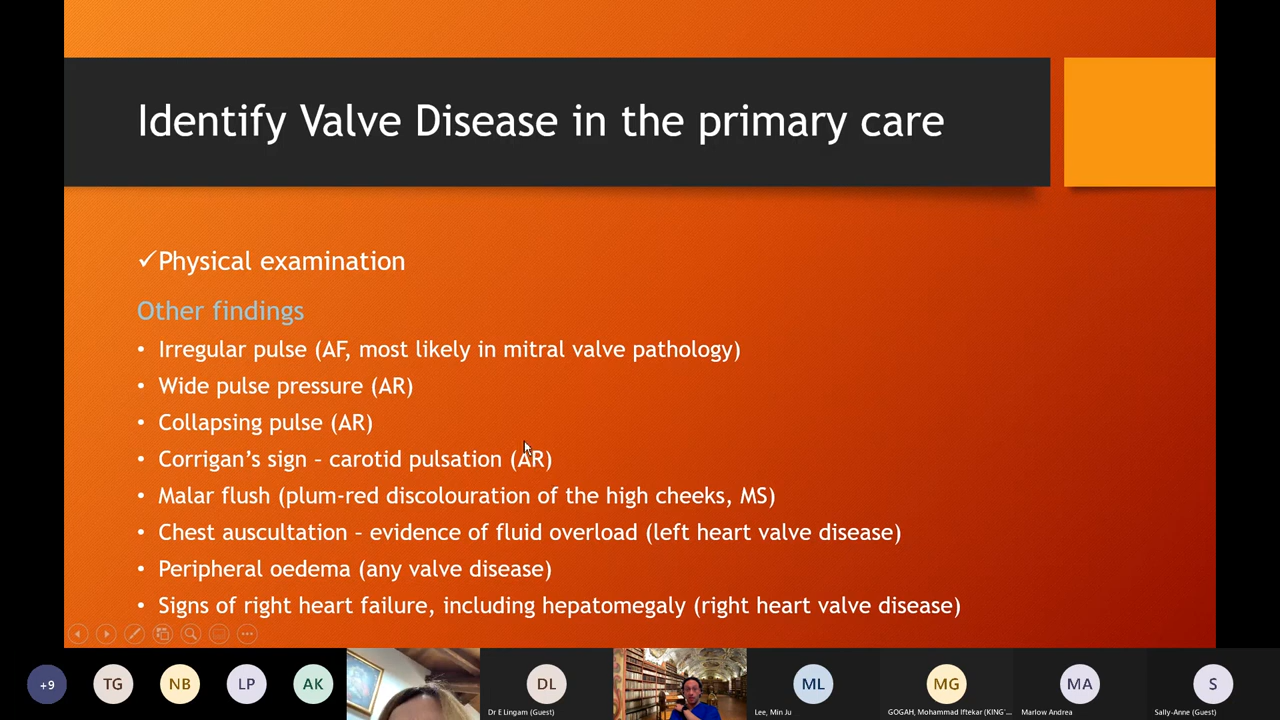 Identify Valve Disease in the primary care
✓Physical examination
Other findings
• Irregular pulse (AF, most likely in mitral valve pathology)
• Wide pulse pressure (AR)
• Collapsing pulse (AR)
• Corrigan’s sign – carotid pulsation (AR)
• Malar flush (plum-red discolouration of the high cheeks, MS)
• Chest auscultation – evidence of fluid overload (left heart valve disease)
• Peripheral oedema (any valve disease)
• Signs of right heart failure, including hepatomegaly (right heart valve disease)
+9 TG NB LP AK DL ML MG MA S
Dr E Lingam (Guest) Lee, Min Ju GOGAH, Mohammad Iftekar (KING'... Marlow Andrea Sally-Anne (Guest)